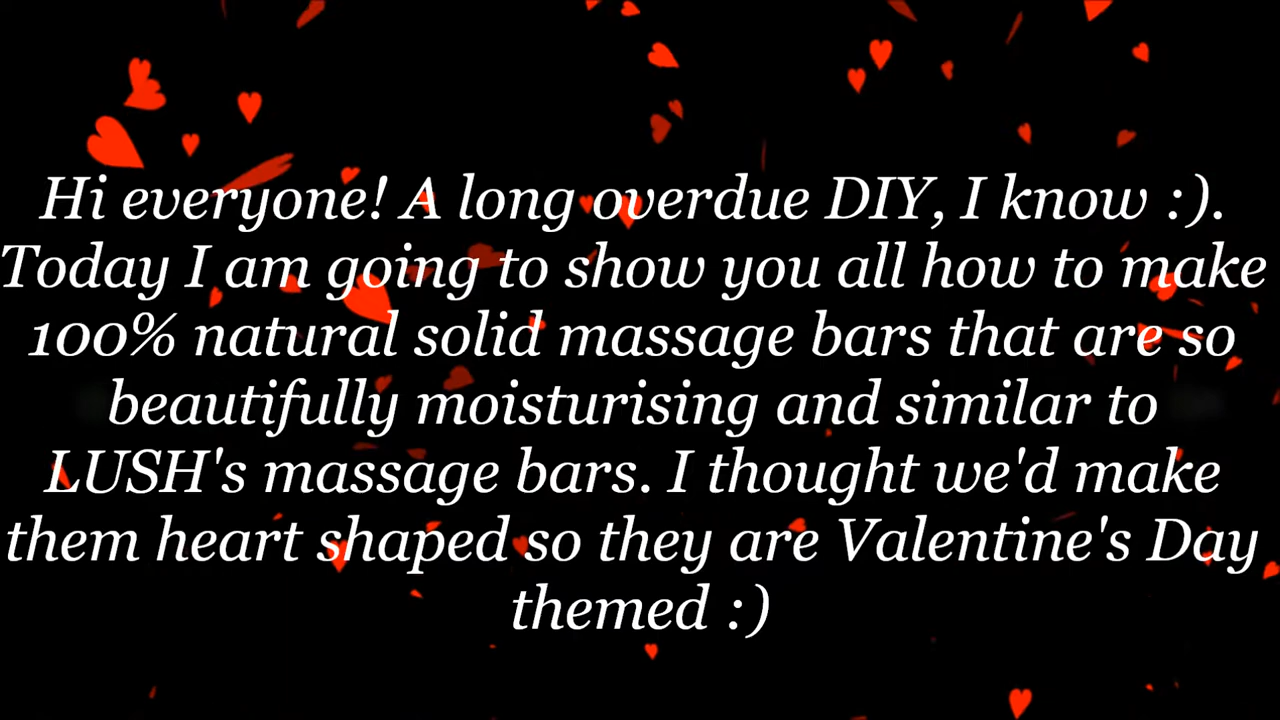 Hi everyone! A long overdue DIY, I know :).
Today I am going to show you all how to make
100% natural solid massage bars that are so
beautifully moisturising and similar to
LUSH's massage bars. I thought we'd make
them heart shaped so they are Valentine's Day
themed :)